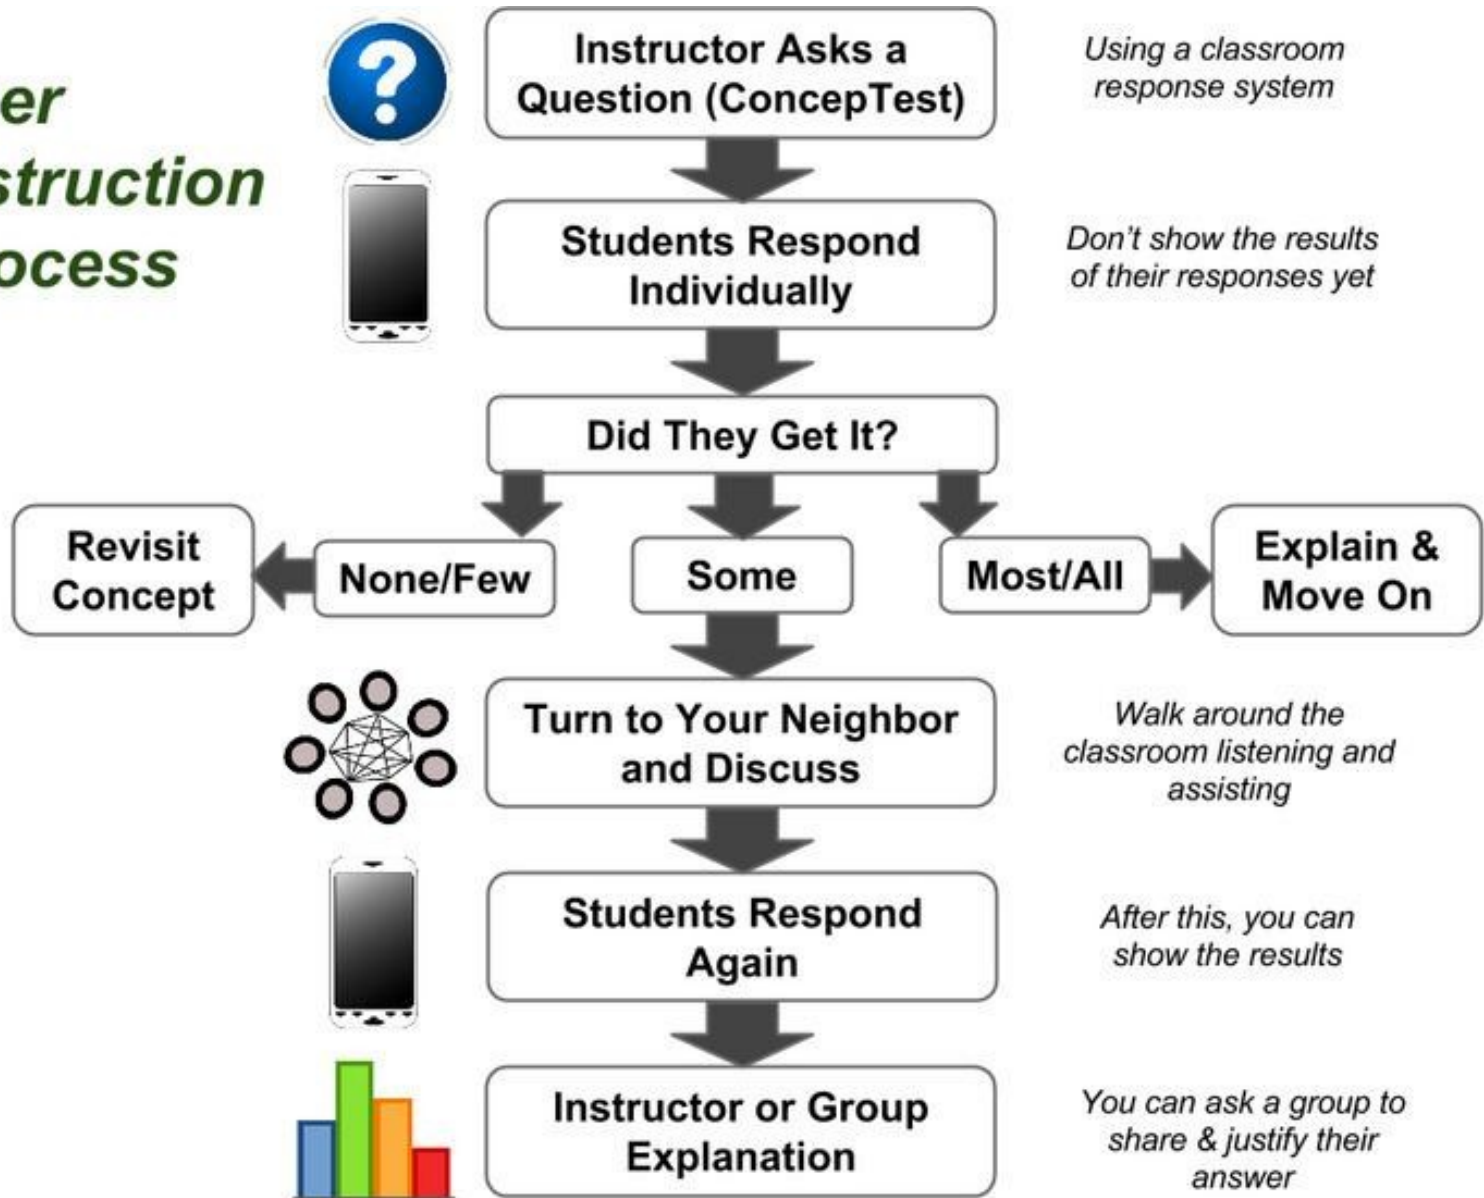 er
struction
ocess
Instructor Asks a
Question (ConcepTest)
Using a classroom
response system
Students Respond
Individually
Don't show the results
of their responses yet
Did They Get It?
Revisit
Concept
None/Few
Some
Most/All
Explain &
Move On
Turn to Your Neighbor
and Discuss
Walk around the
classroom listening and
assisting
Students Respond
Again
After this, you can
show the results
Instructor or Group
Explanation
You can ask a group to
share & justify their
answer